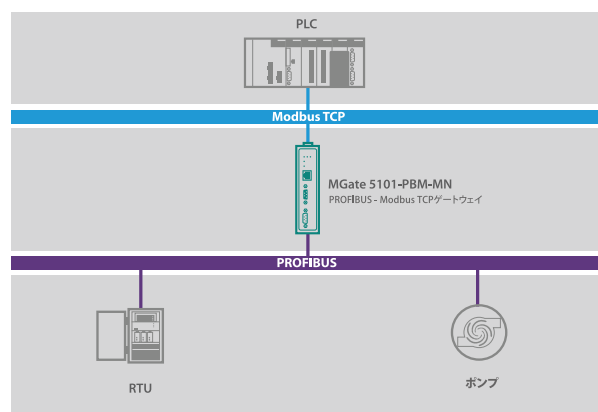 PLC
Modbus TCP
MGate 5101-PBM-MN
PROFIBUS - Modbus TCPゲートウェイ
PROFIBUS
RTU
ポンプ